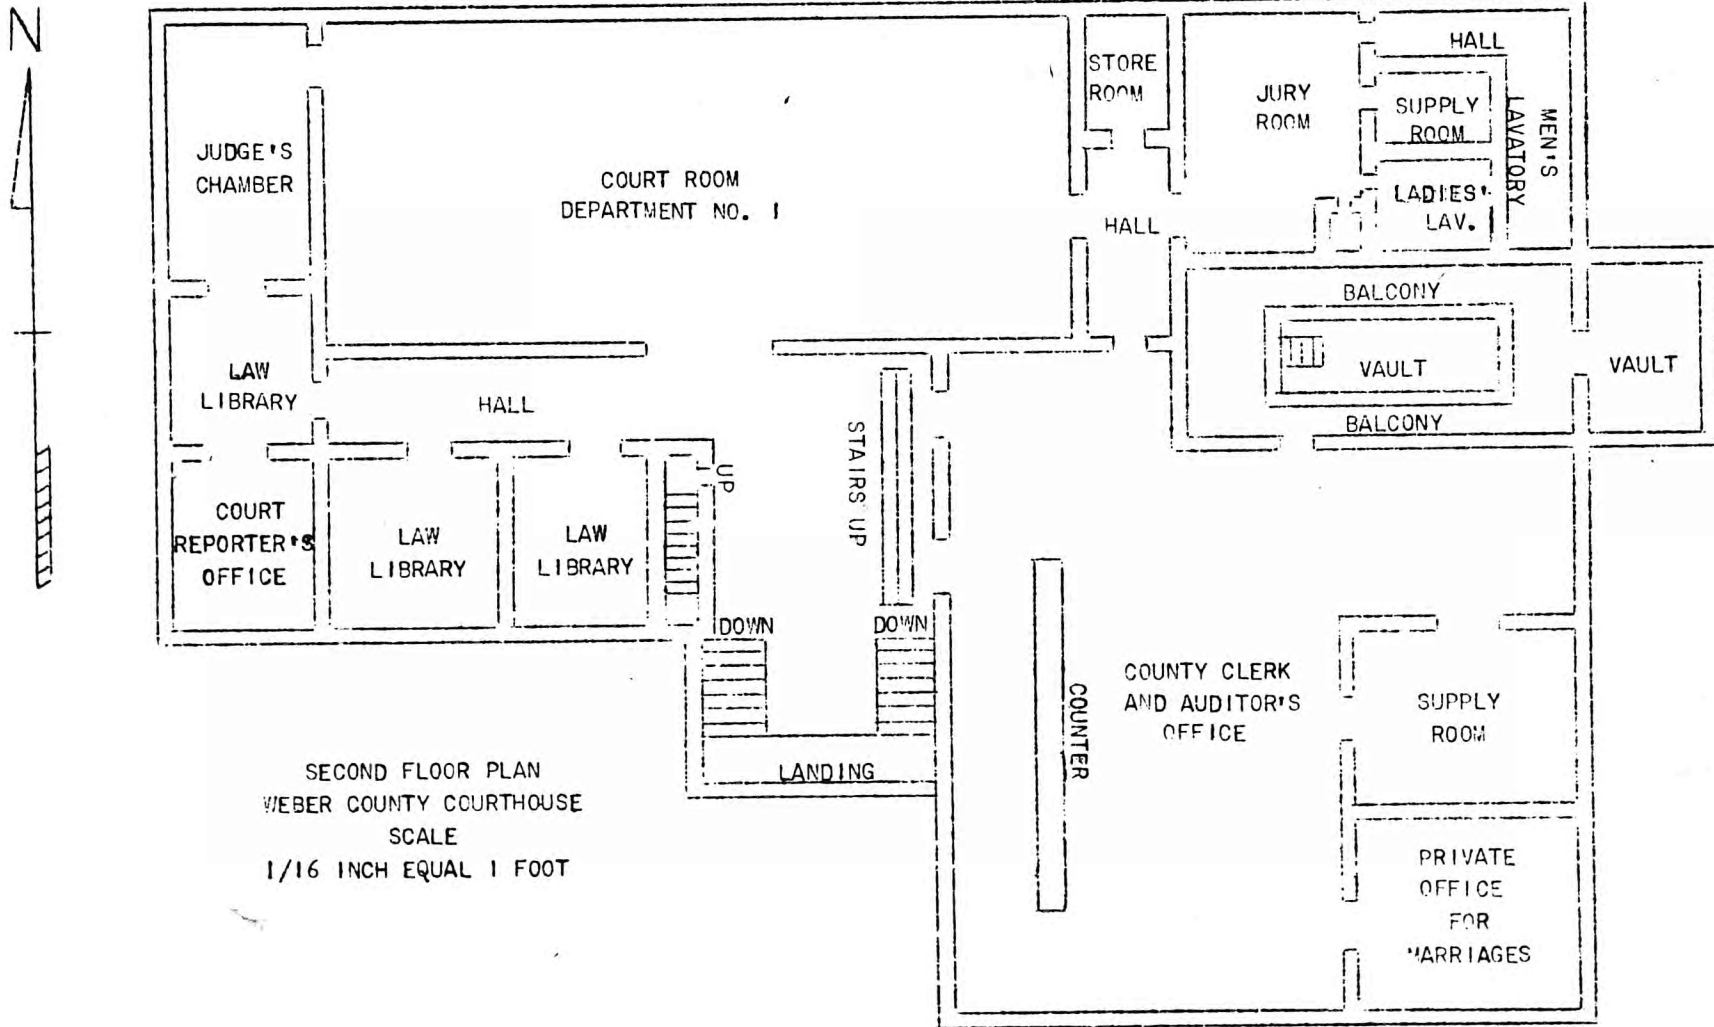 N
HALL
STORE
ROOM
JURY
ROOM
SUPPLY
ROOM
MEN'S
LAVATORY
JUDGE'S
CHAMBER
COURT ROOM
DEPARTMENT NO. 1
LADIES'
LAV.
HALL
BALCONY
VAULT
VAULT
BALCONY
LAW
LIBRARY
HALL
STAIRS UP
UP
COURT
REPORTER'S
OFFICE
LAW
LIBRARY
LAW
LIBRARY
DOWN
DOWN
COUNTER
COUNTY CLERK
AND AUDITOR'S
OFFICE
SUPPLY
ROOM
LANDING
SECOND FLOOR PLAN
WEBER COUNTY COURTHOUSE
SCALE
1/16 INCH EQUAL 1 FOOT
PRIVATE
OFFICE
FOR
MARRIAGES